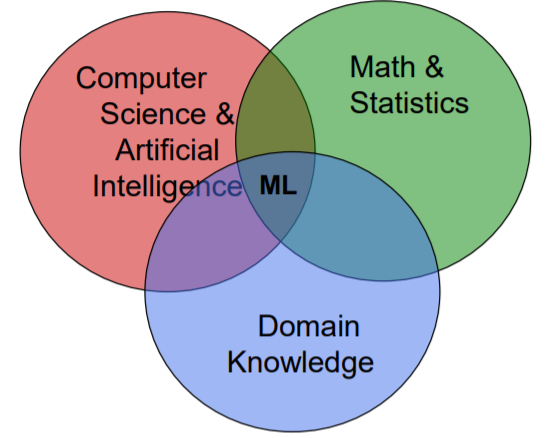 Computer
Science &
Artificial
Intelligence
Math &
Statistics
ML
Domain
Knowledge